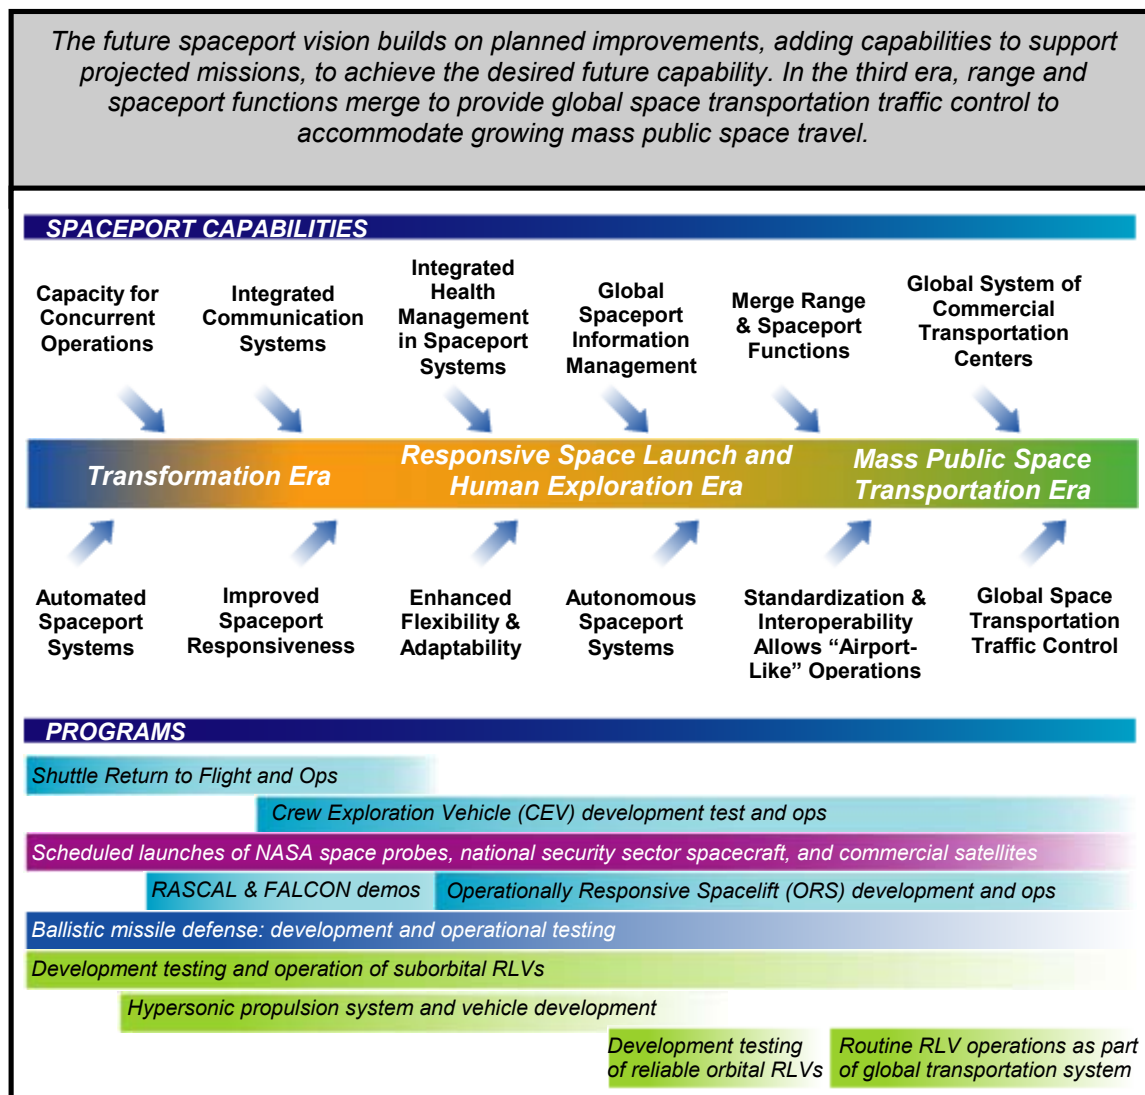 The future spaceport vision builds on planned improvements, adding capabilities to support
projected missions, to achieve the desired future capability. In the third era, range and
spaceport functions merge to provide global space transportation traffic control to
accommodate growing mass public space travel.
SPACEPORT CAPABILITIES
Capacity for
Concurrent
Operations
Integrated
Communication
Systems
Integrated
Health
Management
in Spaceport
Systems
Global
Spaceport
Information
Management
Merge Range
& Spaceport
Functions
Global System of
Commercial
Transportation
Centers
Transformation Era
Responsive Space Launch and
Human Exploration Era
Mass Public Space
Transportation Era
Automated
Spaceport
Systems
Improved
Spaceport
Responsiveness
Enhanced
Flexibility &
Adaptability
Autonomous
Spaceport
Systems
Standardization &
Interoperability
Allows “Airport-
Like” Operations
Global Space
Transportation
Traffic Control
PROGRAMS
Shuttle Return to Flight and Ops
Crew Exploration Vehicle (CEV) development test and ops
Scheduled launches of NASA space probes, national security sector spacecraft, and commercial satellites
RASCAL & FALCON demos
Operationally Responsive Spacelift (ORS) development and ops
Ballistic missile defense: development and operational testing
Development testing and operation of suborbital RLVs
Hypersonic propulsion system and vehicle development
Development testing
of reliable orbital RLVs
Routine RLV operations as part
of global transportation system